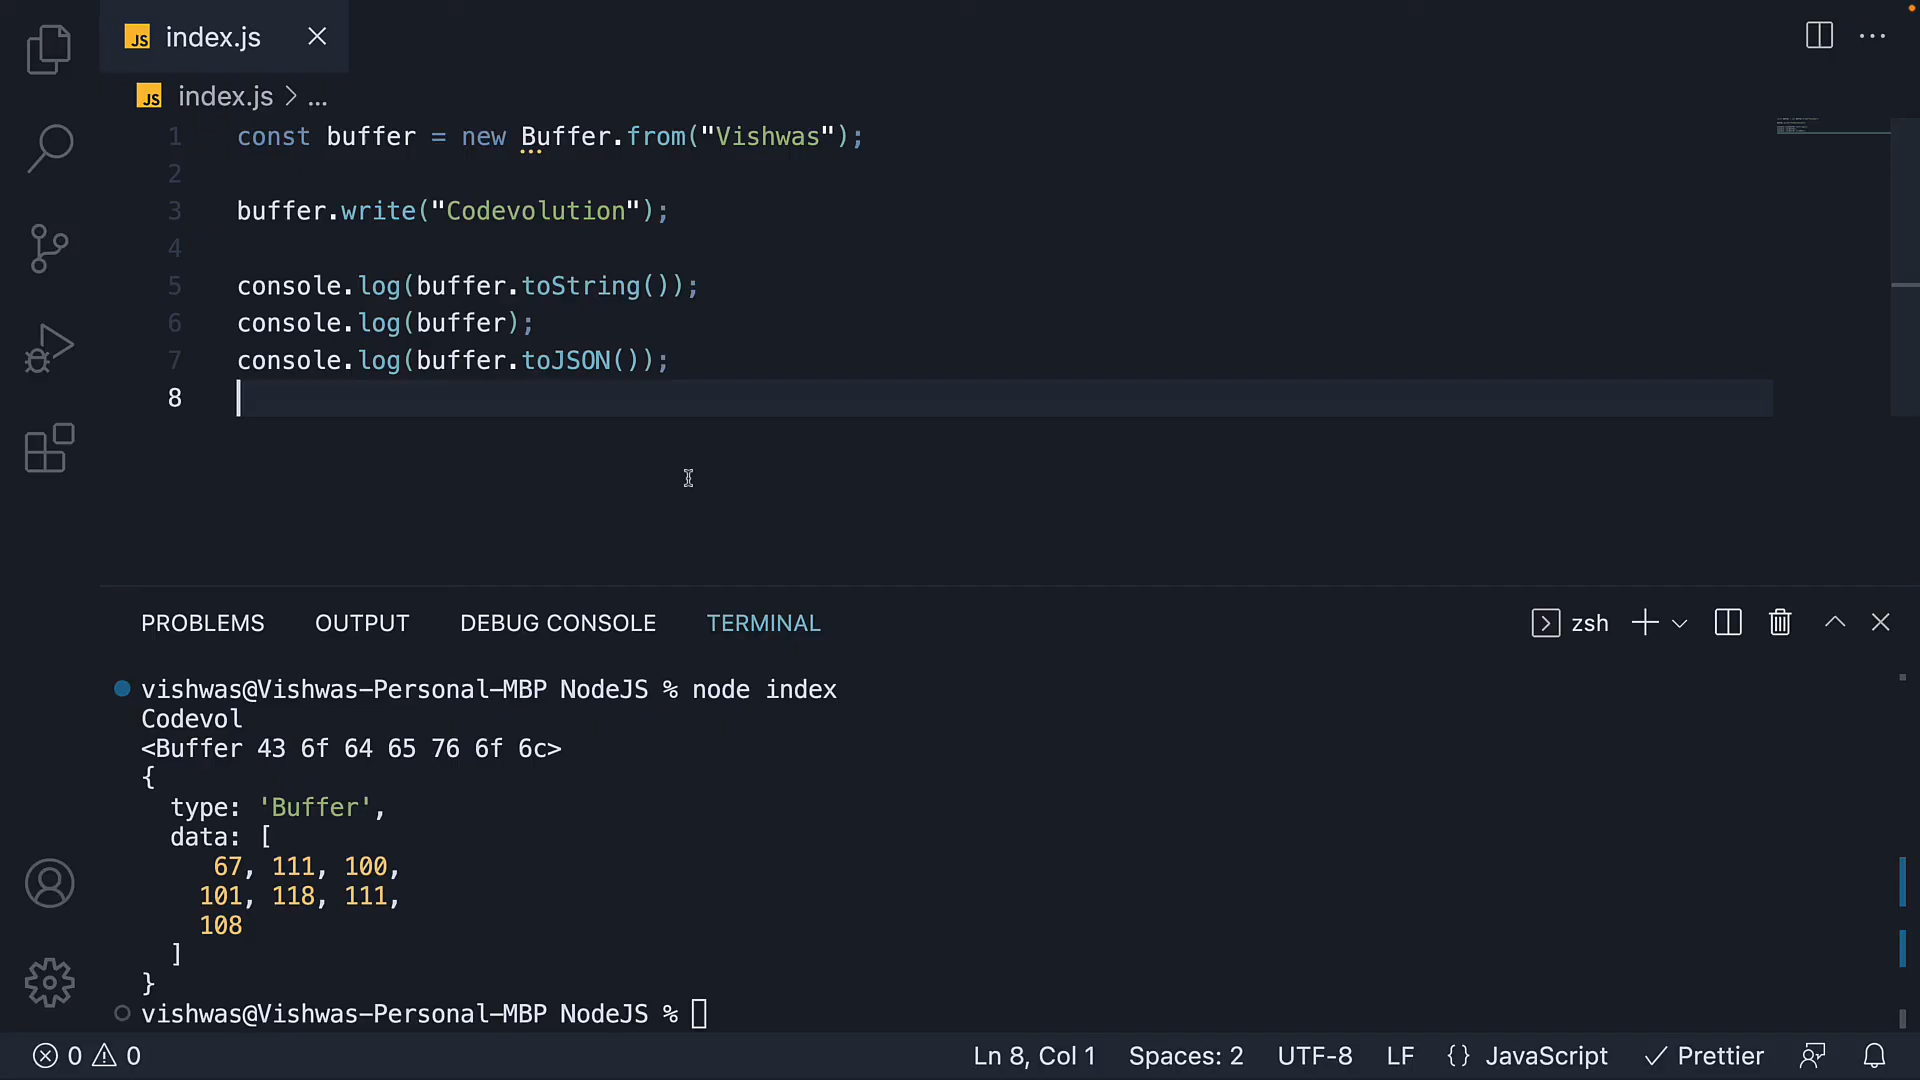 JS index.js
JS index.js > ...
1 const buffer = new Buffer.from("Vishwas");
2
3 buffer.write("Codevolution");
4
5 console.log(buffer.toString());
6 console.log(buffer);
7 console.log(buffer.toJSON());
8
PROBLEMS OUTPUT DEBUG CONSOLE TERMINAL zsh
vishwas@Vishwas-Personal-MBP NodeJS % node index
Codevol
<Buffer 43 6f 64 65 76 6f 6c>
{
  type: 'Buffer',
  data: [
     67, 111, 100,
    101, 118, 111,
    108
  ]
}
vishwas@Vishwas-Personal-MBP NodeJS %
0 0 Ln 8, Col 1 Spaces: 2 UTF-8 LF {} JavaScript Prettier